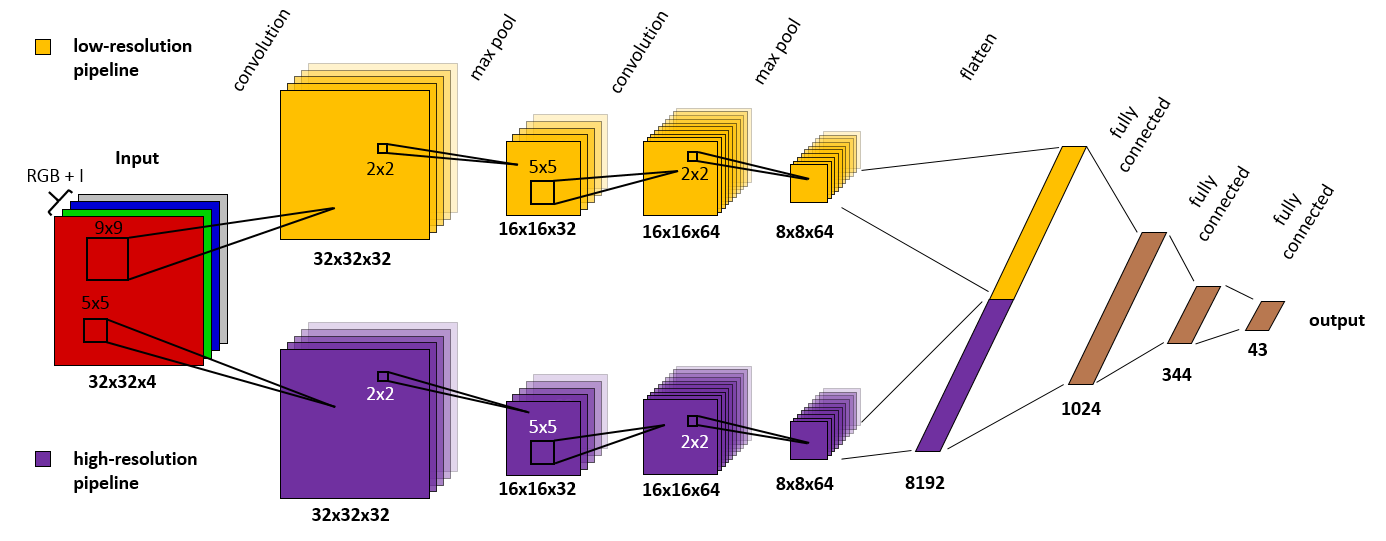 low-resolution
pipeline
convolution
max pool
convolution
max pool
flatten
fully
connected
fully
connected
fully
connected
Input
RGB + I
9x9
5x5
32x32x4
2x2
32x32x32
5x5
16x16x32
2x2
16x16x64
8x8x64
2x2
32x32x32
5x5
16x16x32
2x2
16x16x64
8x8x64
8192
1024
344
43
output
high-resolution
pipeline